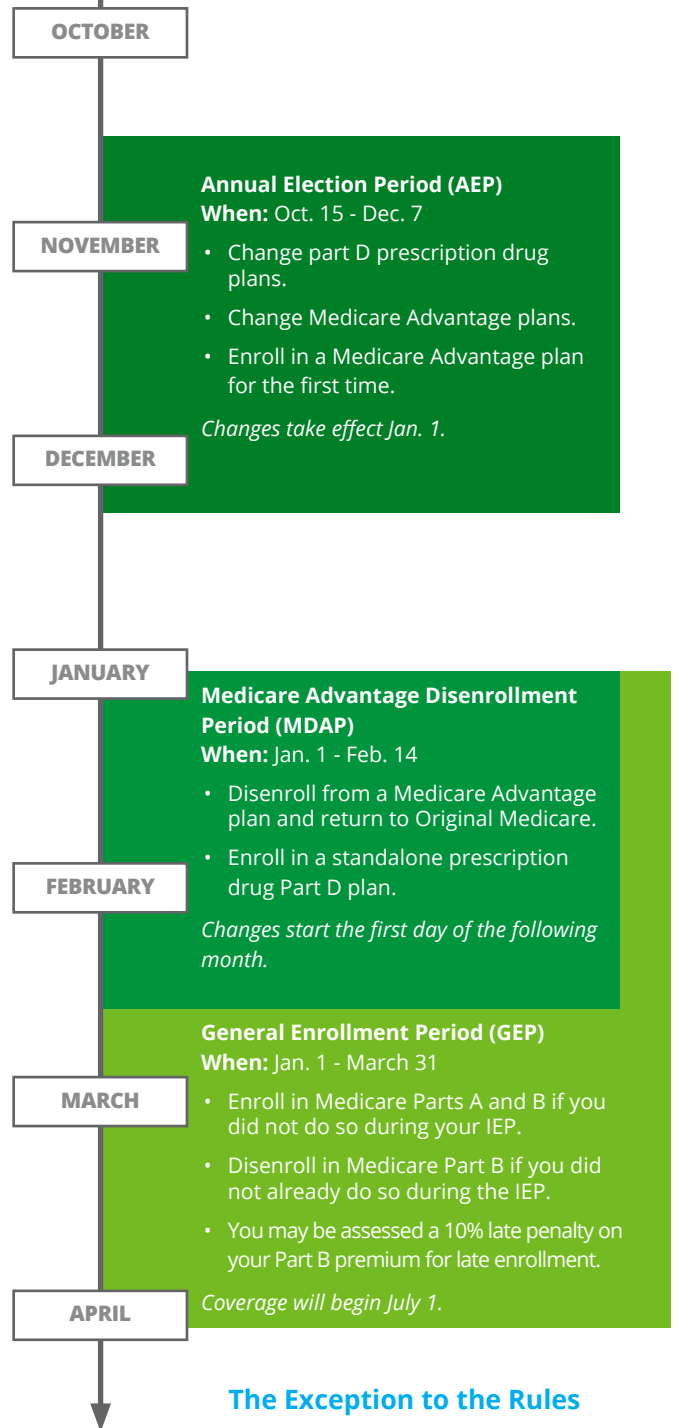 OCTOBER
Annual Election Period (AEP)
When: Oct. 15 - Dec. 7
NOVEMBER
• Change part D prescription drug
plans.
• Change Medicare Advantage plans.
• Enroll in a Medicare Advantage plan
for the first time.
Changes take effect Jan. 1.
DECEMBER
JANUARY
Medicare Advantage Disenrollment
Period (MDAP)
When: Jan. 1 - Feb. 14
• Disenroll from a Medicare Advantage
plan and return to Original Medicare.
• Enroll in a standalone prescription
drug Part D plan.
FEBRUARY
Changes start the first day of the following
month.
General Enrollment Period (GEP)
When: Jan. 1 - March 31
MARCH
• Enroll in Medicare Parts A and B if you
did not do so during your IEP.
• Disenroll in Medicare Part B if you did
not already do so during the IEP.
• You may be assessed a 10% late penalty on
your Part B premium for late enrollment.
Coverage will begin July 1.
APRIL
The Exception to the Rules